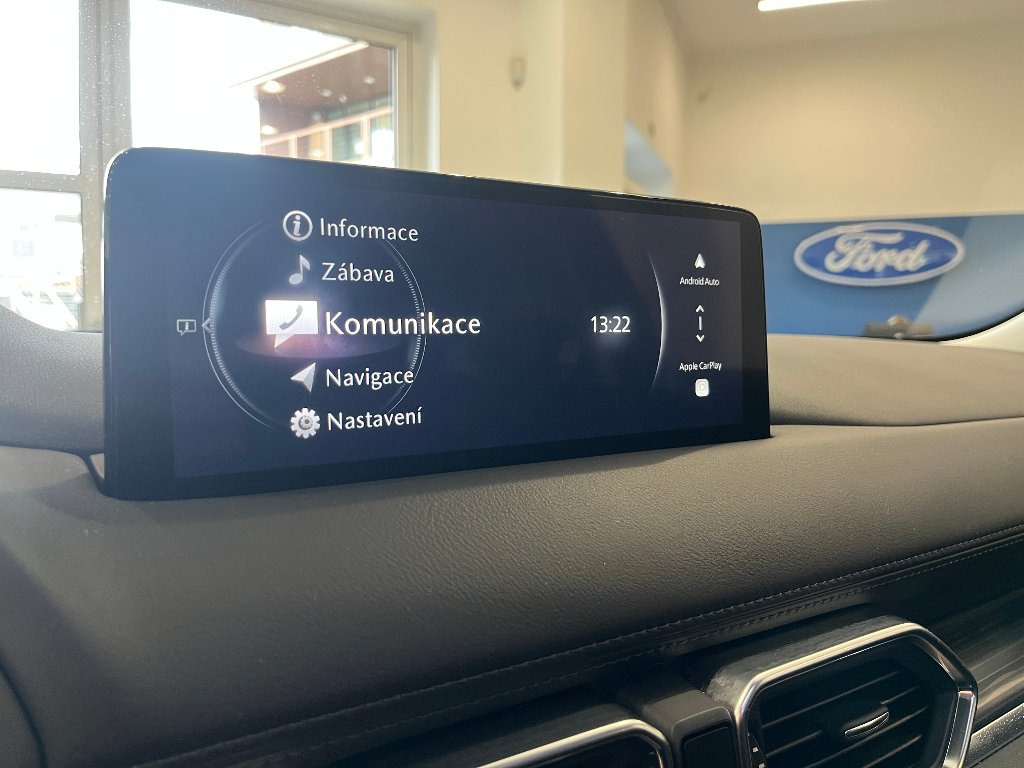 Informace
Zábava
Komunikace
Navigace
Nastavení
13:22
Android Auto
Apple CarPlay
Ford